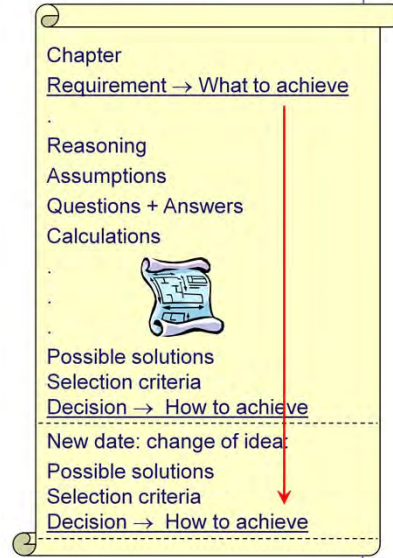 Chapter
Requirement → What to achieve
.
Reasoning
Assumptions
Questions + Answers
Calculations
.
.
.
Possible solutions
Selection criteria
Decision → How to achieve
New date: change of idea:
Possible solutions
Selection criteria
Decision → How to achieve